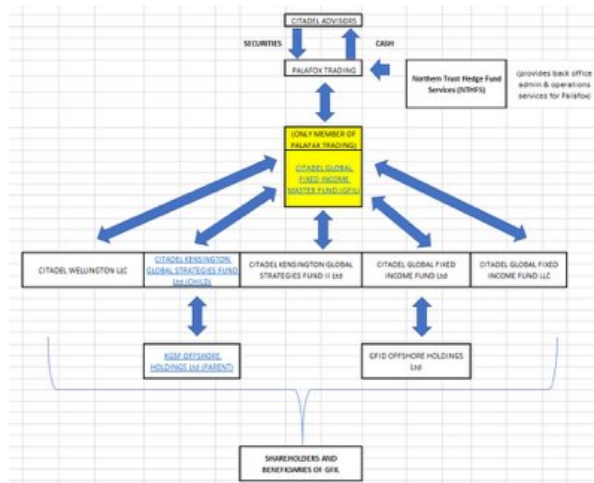 CITADEL ADVISORS
SECURITIES
CASH
PALAFOX TRADING
Northern Trust Hedge Fund
Services (NTHFS)
(provides back office
admin & operations
services for Palafox)
(ONLY MEMBER OF
PALAFAX TRADING)
CITADEL GLOBAL
FIXED INCOME
MASTER FUND (GFIL)
CITADEL WELLINGTON LLC
CITADEL KENSINGTON
GLOBAL STRATEGIES FUND
Ltd (CHILD)
CITADEL KENSINGTON GLOBAL
STRATEGIES FUND II Ltd
CITADEL GLOBAL FIXED
INCOME FUND Ltd
CITADEL GLOBAL FIXED
INCOME FUND LLC
KGSF OFFSHORE
HOLDINGS Ltd (PARENT)
GFID OFFSHORE HOLDINGS
Ltd
SHAREHOLDERS AND
BENEFICIARIES OF GFIL